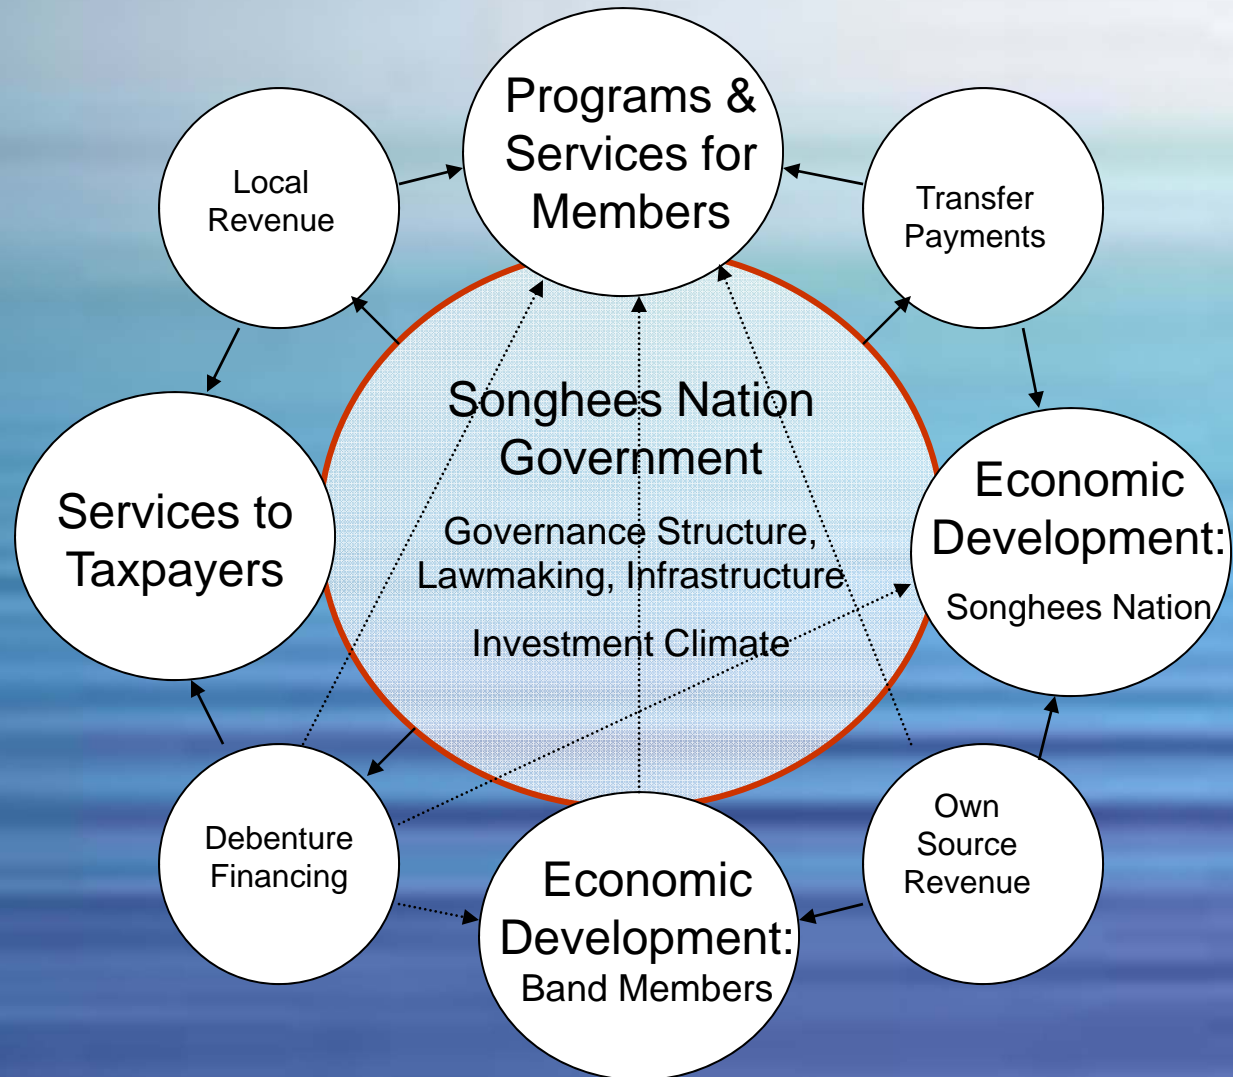 Programs &
Services for
Members
Local
Revenue
Transfer
Payments
Songhees Nation
Government
Governance Structure,
Lawmaking, Infrastructure
Investment Climate
Services to
Taxpayers
Economic
Development:
Songhees Nation
Debenture
Financing
Own
Source
Revenue
Economic
Development:
Band Members